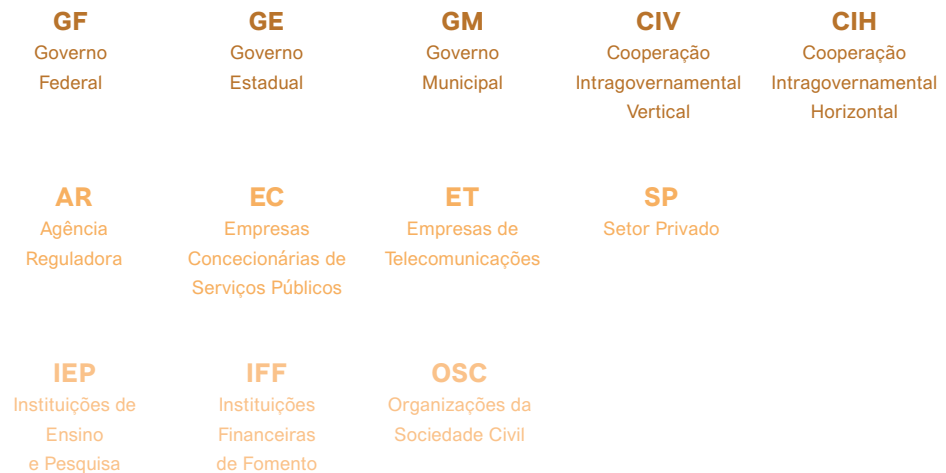 GF
Governo
Federal
GE
Governo
Estadual
GM
Governo
Municipal
CIV
Cooperação
Intragovernamental
Vertical
CIH
Cooperação
Intragovernamental
Horizontal
AR
Agência
Reguladora
EC
Empresas
Concecionárias de
Serviços Públicos
ET
Empresas de
Telecomunicações
SP
Setor Privado
IEP
Instituições de
Ensino
e Pesquisa
IFF
Instituições
Financeiras
de Fomento
OSC
Organizações da
Sociedade Civil